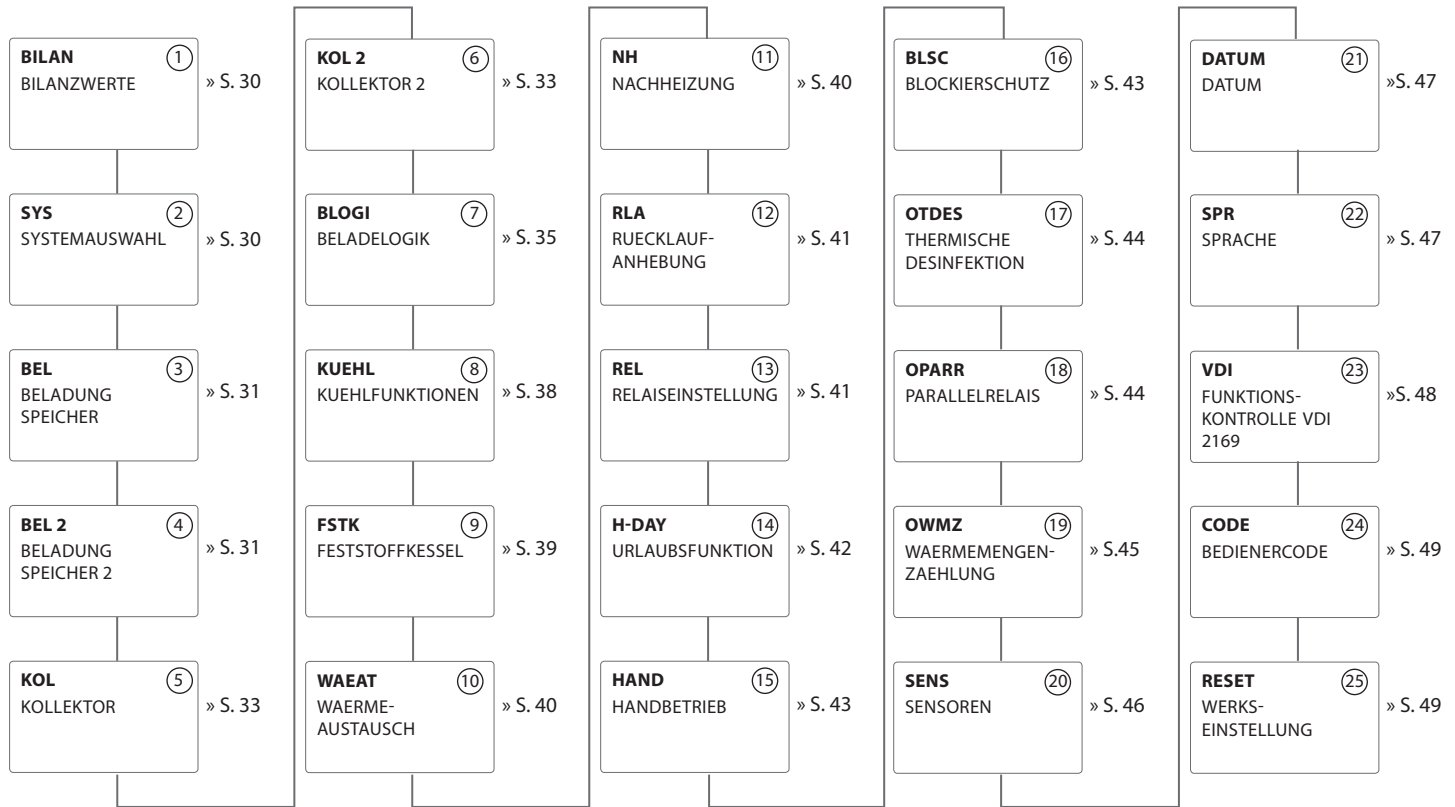 BILAN 1
BILANZWERTE
» S. 30
SYS 2
SYSTEMAUSWAHL
» S. 30
BEL 3
BELADUNG
SPEICHER
» S. 31
BEL 2 4
BELADUNG
SPEICHER 2
» S. 31
KOL 5
KOLLEKTOR
» S. 33
KOL 2 6
KOLLEKTOR 2
» S. 33
BLOGI 7
BELADELOGIK
» S. 35
KUEHL 8
KUEHLFUNKTIONEN
» S. 38
FSTK 9
FESTSTOFFKESSEL
» S. 39
WAEAT 10
WAERME-
AUSTAUSCH
» S. 40
NH 11
NACHHEIZUNG
» S. 40
RLA 12
RUECKLAUF-
ANHEBUNG
» S. 41
REL 13
RELAISEINSTELLUNG
» S. 41
H-DAY 14
URLAUBSFUNKTION
» S. 42
HAND 15
HANDBETRIEB
» S. 43
BLSC 16
BLOCKIERSCHUTZ
» S. 43
OTDES 17
THERMISCHE
DESINFEKTION
» S. 44
OPARR 18
PARALLELRELAIS
» S. 44
OWMZ 19
WAERMEMENGEN-
ZAEHLUNG
» S.45
SENS 20
SENSOREN
» S. 46
DATUM 21
DATUM
»S. 47
SPR 22
SPRACHE
» S. 47
VDI 23
FUNKTIONS-
KONTROLLE VDI
2169
»S. 48
CODE 24
BEDIENERCODE
» S. 49
RESET 25
WERKS-
EINSTELLUNG
» S. 49